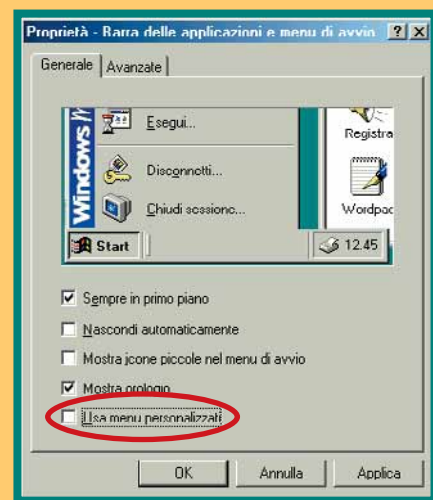 Proprietà - Barra delle applicazioni e menu di avvio
Generale Avanzate
Windows M
Esegui...
Disconnetti...
Chiudi sessione...
Registra
Wordpac
Start
12.45
Sempre in primo piano
Nascondi automaticamente
Mostra icone piccole nel menu di avvio
Mostra orologio
Usa menu personalizzati
OK Annulla Applica